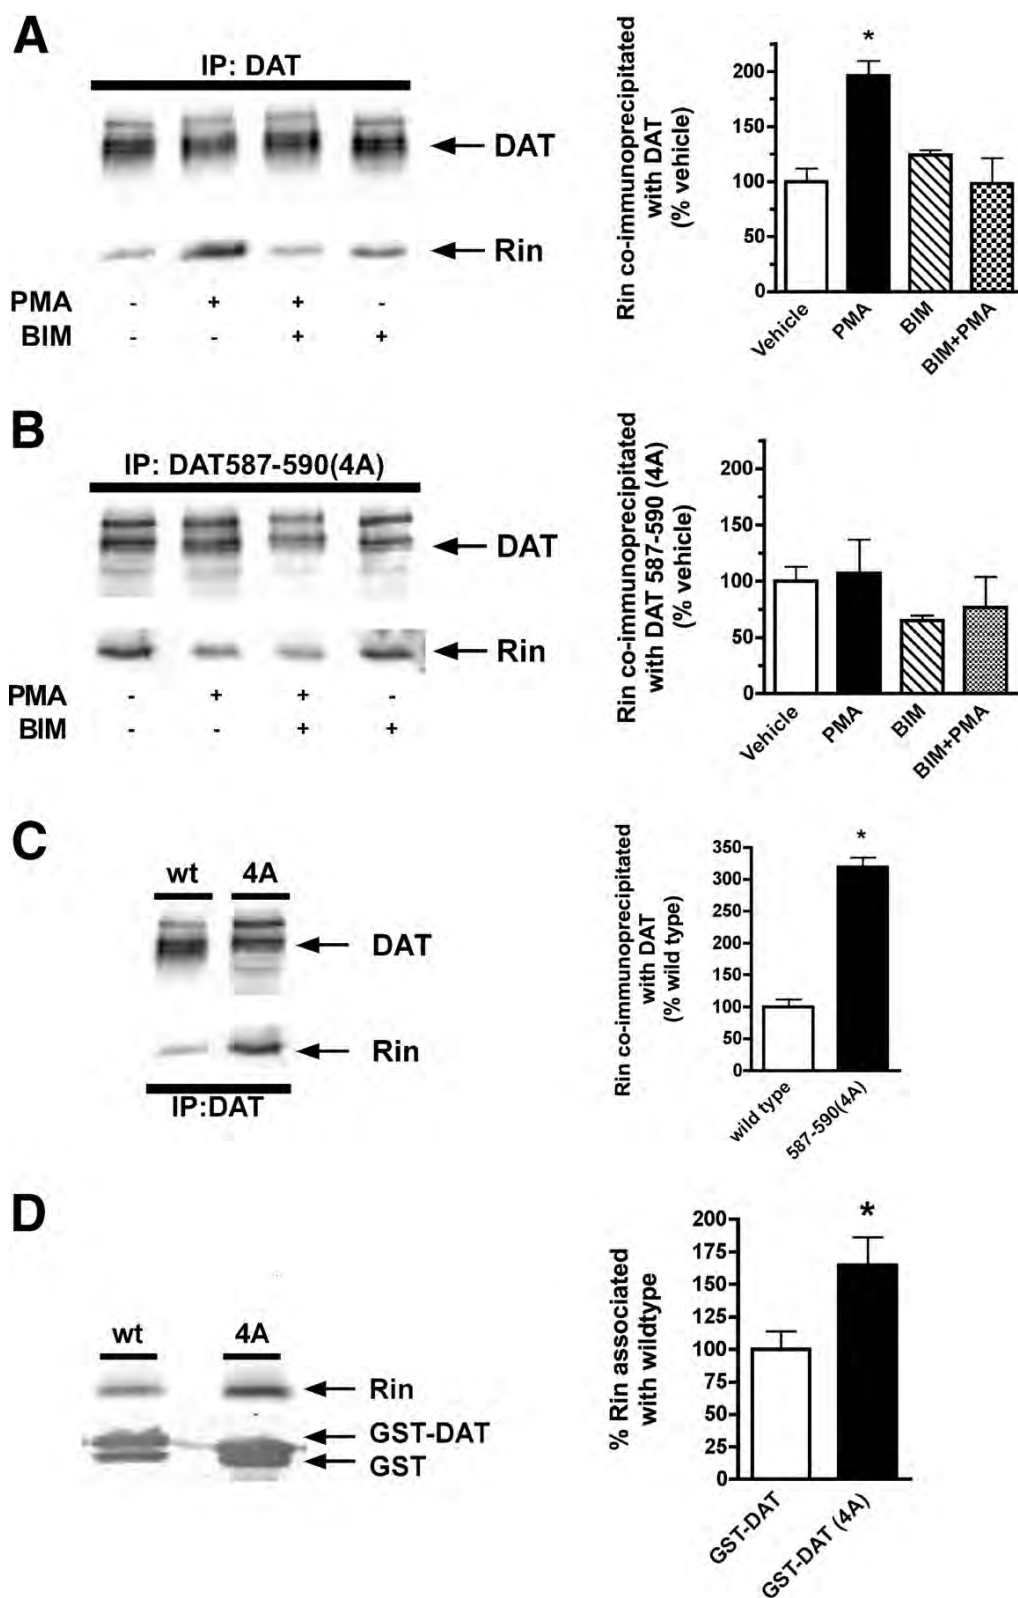 A
IP: DAT
DAT
Rin
PMA - + + -
BIM - - + +
Rin co-immunoprecipitated
with DAT
(% vehicle)
200
150
100
50
0
*
Vehicle
PMA
BIM
BIM+PMA
B
IP: DAT587-590(4A)
DAT
Rin
PMA - + + -
BIM - - + +
Rin co-immunoprecipitated
with DAT 587-590 (4A)
(% vehicle)
200
150
100
50
0
Vehicle
PMA
BIM
BIM+PMA
C
wt 4A
DAT
Rin
IP:DAT
Rin co-immunoprecipitated
with DAT
(% wild type)
350
300
250
200
150
100
50
0
*
wild type
587-590(4A)
D
wt 4A
Rin
GST-DAT
GST
% Rin associated
with wildtype
200
175
150
125
100
75
50
25
0
*
GST-DAT
GST-DAT (4A)